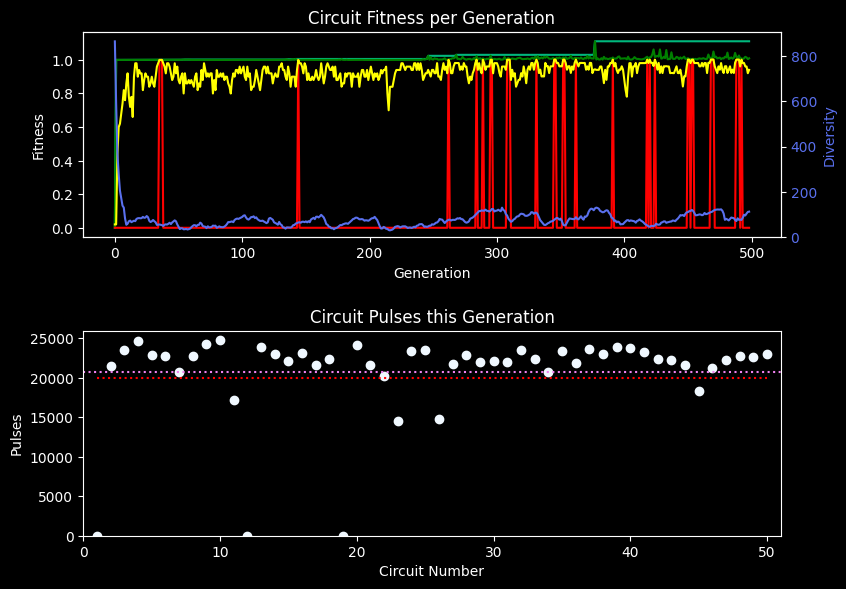 Circuit Fitness per Generation
Fitness
1.0
0.8
0.6
0.4
0.2
0.0
800
600
400
200
0
Diversity
0 100 200 300 400 500
Generation
Circuit Pulses this Generation
Pulses
25000
20000
15000
10000
5000
0
0 10 20 30 40 50
Circuit Number